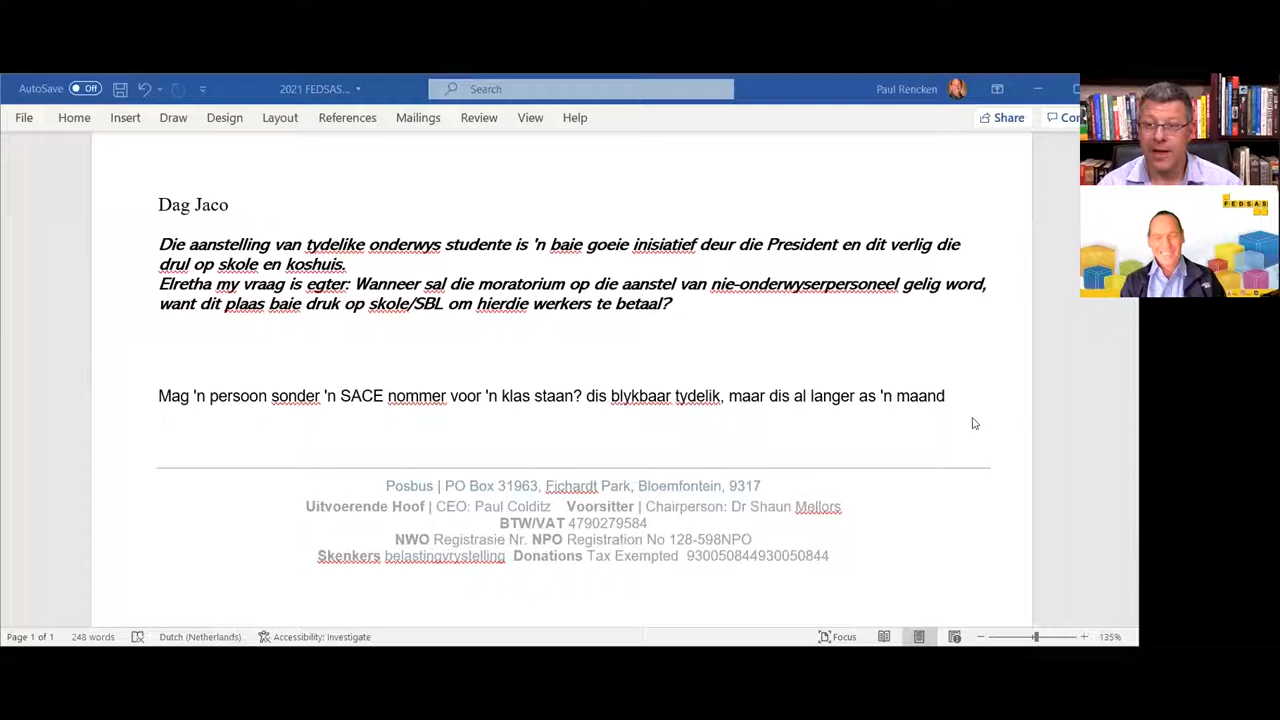 AutoSave Off 2021 FEDSAS... Search Paul Rencken
File Home Insert Draw Design Layout References Mailings Review View Help Share Con
FEDSAS
Dag Jaco
Die aanstelling van tydelike onderwys studente is 'n baie goeie inisiatief deur die President en dit verlig die
drul op skole en koshuis.
Elretha my vraag is egter: Wanneer sal die moratorium op die aanstel van nie-onderwyserpersoneel gelig word,
want dit plaas baie druk op skole/SBL om hierdie werkers te betaal?
Mag 'n persoon sonder 'n SACE nommer voor 'n klas staan? dis blykbaar tydelik, maar dis al langer as 'n maand
Posbus | PO Box 31963, Fichardt Park, Bloemfontein, 9317
Uitvoerende Hoof | CEO: Paul Colditz Voorsitter | Chairperson: Dr Shaun Mellors
BTW/VAT 4790279584
NWO Registrasie Nr. NPO Registration No 128-598NPO
Skenkers belastingvrystelling Donations Tax Exempted 930050844930050844
Page 1 of 1 248 words Dutch (Netherlands) Accessibility: Investigate Focus 135%